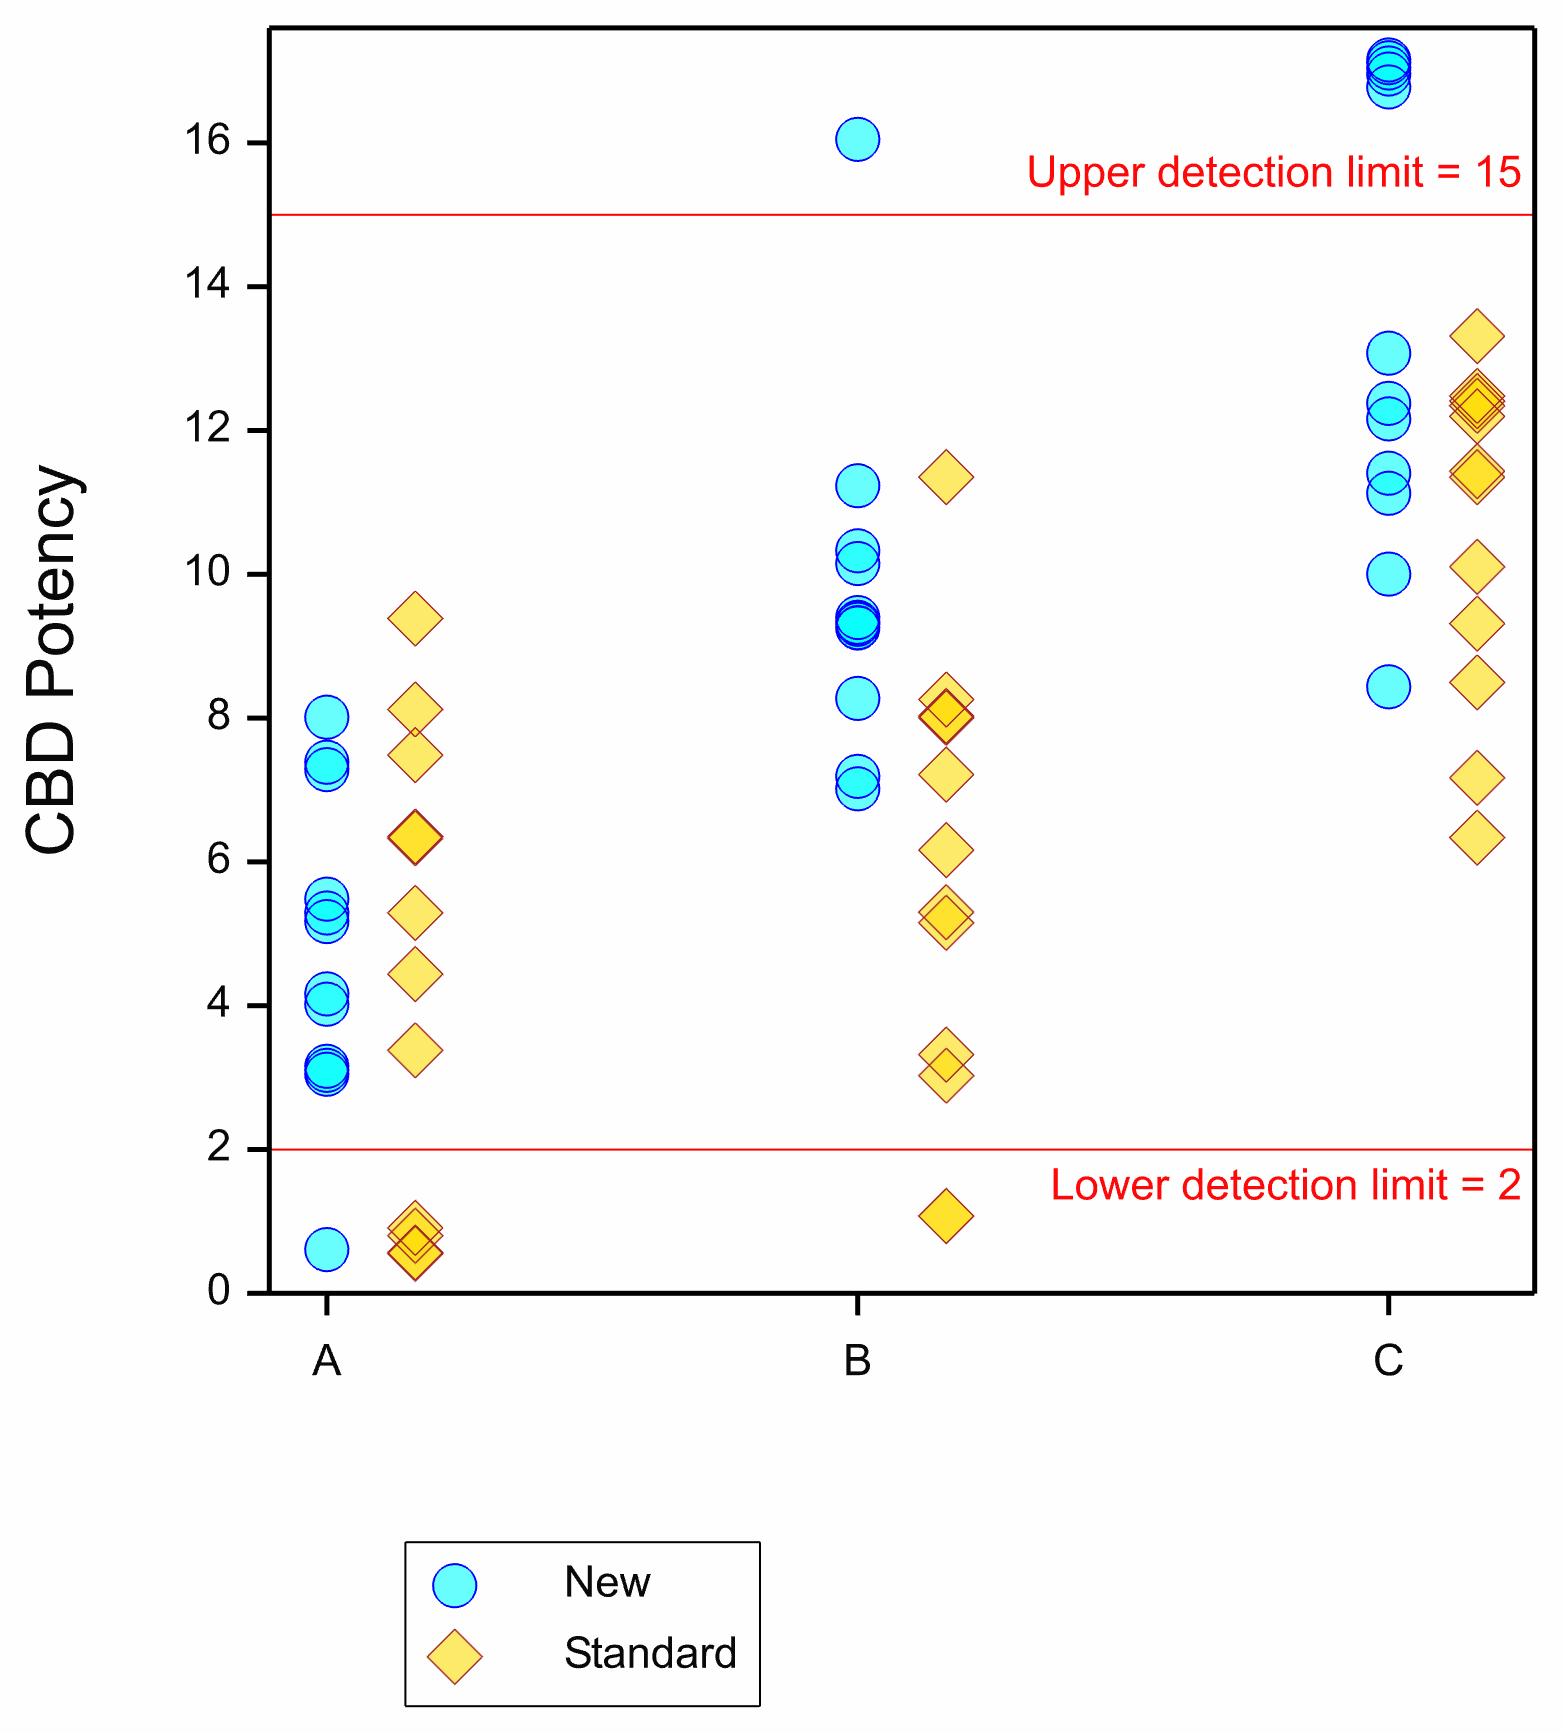 CBD Potency
16
14
12
10
8
6
4
2
0
Upper detection limit = 15
Lower detection limit = 2
A B C
New
Standard